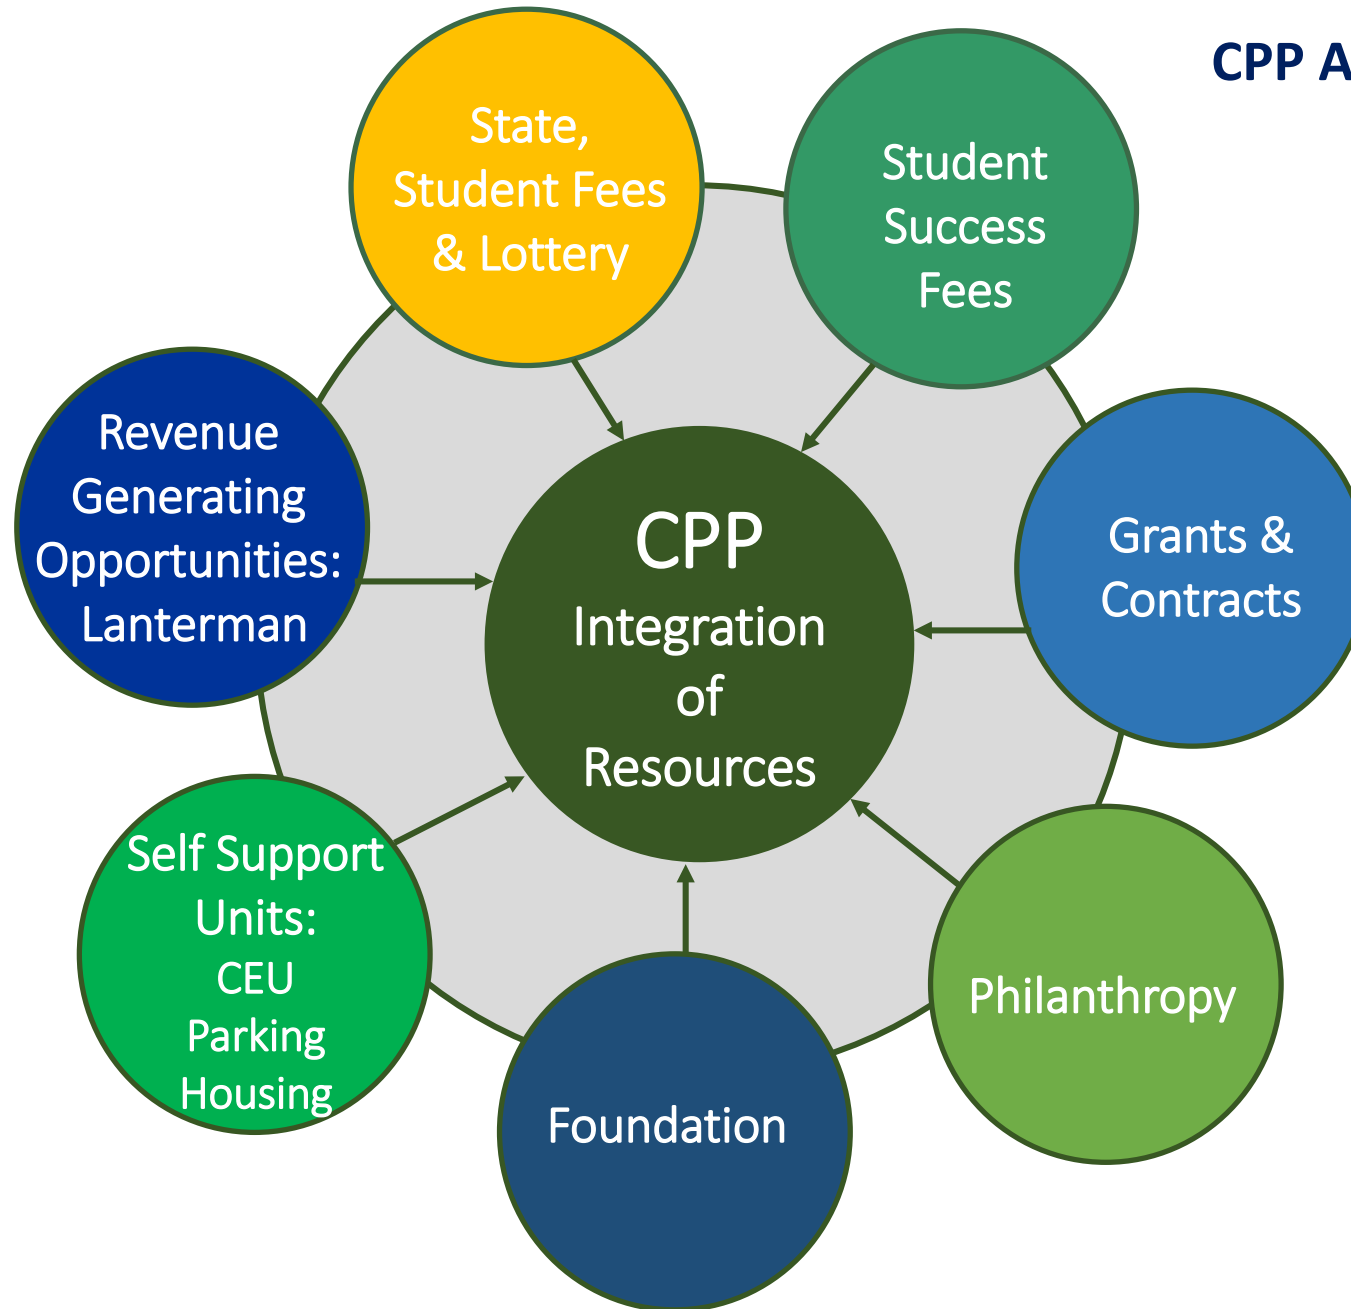 CPP A
State,
Student Fees
& Lottery
Student
Success
Fees
Revenue
Generating
Opportunities:
Lanterman
CPP
Integration
of
Resources
Grants &
Contracts
Self Support
Units:
CEU
Parking
Housing
Philanthropy
Foundation